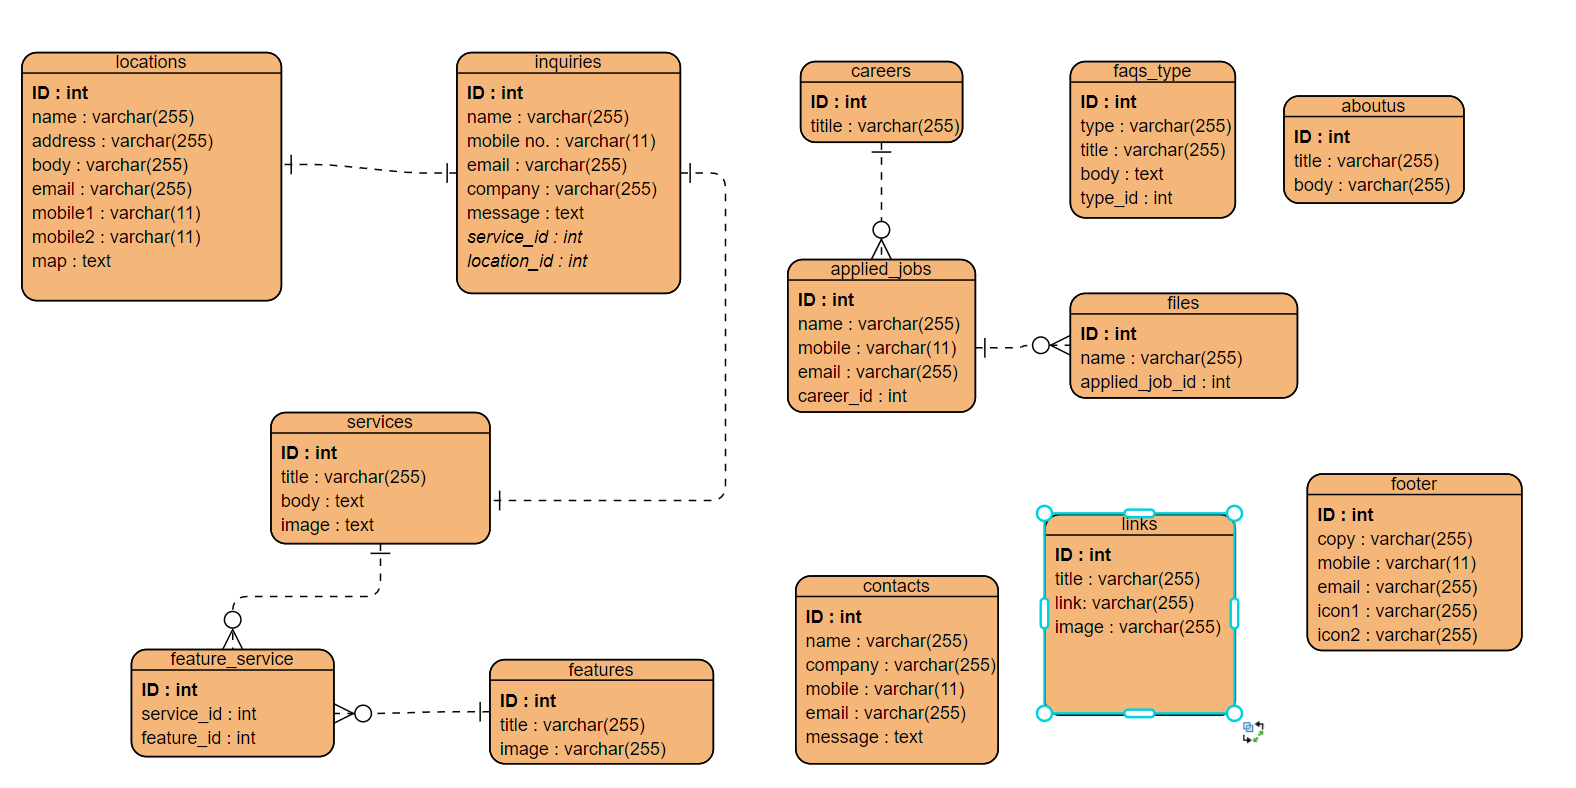 locations
ID : int
name : varchar(255)
address : varchar(255)
body : varchar(255)
email : varchar(255)
mobile1 : varchar(11)
mobile2 : varchar(11)
map : text
inquiries
ID : int
name : varchar(255)
mobile no. : varchar(11)
email : varchar(255)
company : varchar(255)
message : text
service_id : int
location_id : int
careers
ID : int
titile : varchar(255)
faqs_type
ID : int
type : varchar(255)
title : varchar(255)
body : text
type_id : int
aboutus
ID : int
title : varchar(255)
body : varchar(255)
applied_jobs
ID : int
name : varchar(255)
mobile : varchar(11)
email : varchar(255)
career_id : int
files
ID : int
name : varchar(255)
applied_job_id : int
services
ID : int
title : varchar(255)
body : text
image : text
feature_service
ID : int
service_id : int
feature_id : int
features
ID : int
title : varchar(255)
image : varchar(255)
contacts
ID : int
name : varchar(255)
company : varchar(255)
mobile : varchar(11)
email : varchar(255)
message : text
links
ID : int
title : varchar(255)
link: varchar(255)
image : varchar(255)
footer
ID : int
copy : varchar(255)
mobile : varchar(11)
email : varchar(255)
icon1 : varchar(255)
icon2 : varchar(255)